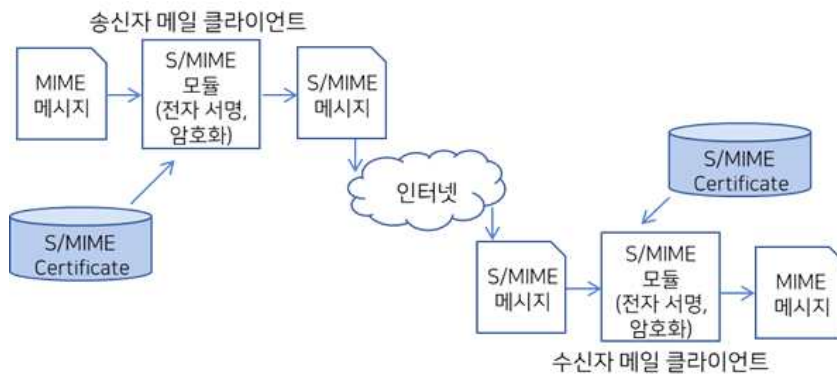 송신자 메일 클라이언트
MIME
메시지
S/MIME
모듈
(전자 서명,
암호화)
S/MIME
메시지
S/MIME
Certificate
인터넷
S/MIME
Certificate
S/MIME
메시지
S/MIME
모듈
(전자 서명,
암호화)
MIME
메시지
수신자 메일 클라이언트